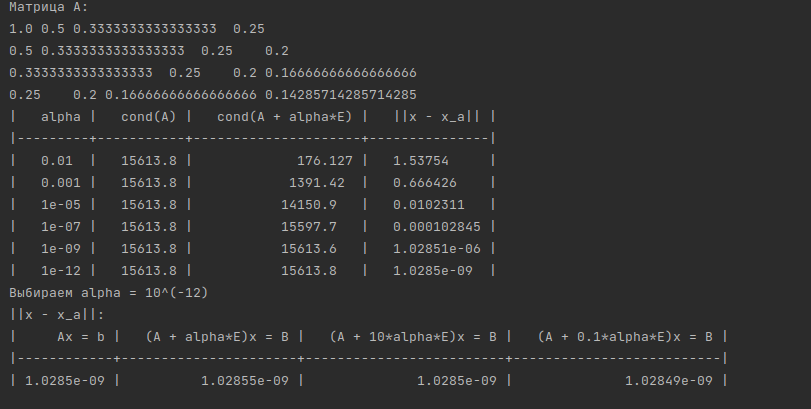 Матрица A:
1.0 0.5 0.3333333333333333 0.25
0.5 0.3333333333333333 0.25 0.2
0.3333333333333333 0.25 0.2 0.16666666666666666
0.25 0.2 0.16666666666666666 0.14285714285714285
| alpha | cond(A) | cond(A + alpha*E) | ||x - x_a|| |
|---------+-----------+---------------------+---------------|
| 0.01 | 15613.8 | 176.127 | 1.53754 |
| 0.001 | 15613.8 | 1391.42 | 0.666426 |
| 1e-05 | 15613.8 | 14150.9 | 0.0102311 |
| 1e-07 | 15613.8 | 15597.7 | 0.000102845 |
| 1e-09 | 15613.8 | 15613.6 | 1.02851e-06 |
| 1e-12 | 15613.8 | 15613.8 | 1.0285e-09 |
Выбираем alpha = 10^(-12)
||x - x_a||:
| Ax = b | (A + alpha*E)x = B | (A + 10*alpha*E)x = B | (A + 0.1*alpha*E)x = B |
|------------+----------------------+-------------------------+--------------------------|
| 1.0285e-09 | 1.02855e-09 | 1.0285e-09 | 1.02849e-09 |